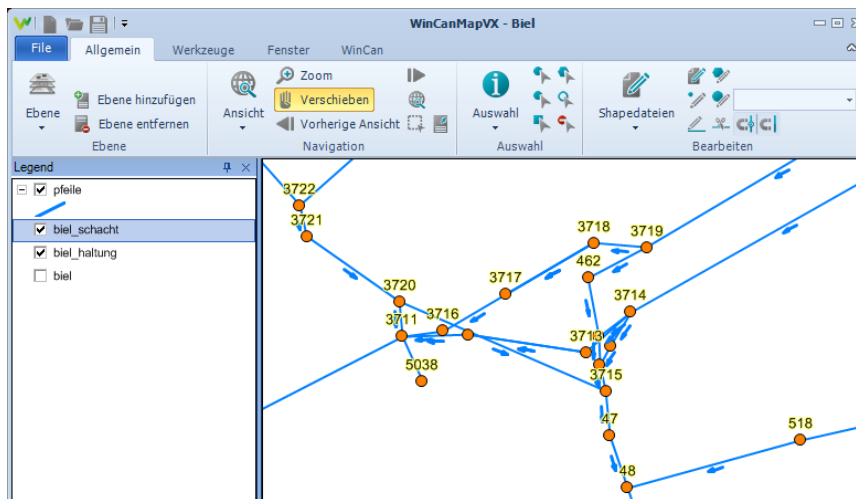 WinCanMapVX - Biel
File Allgemein Werkzeuge Fenster WinCan
Ebene
Ebene hinzufügen
Ebene entfernen
Ebene
Ansicht
Zoom
Verschieben
Vorherige Ansicht
Navigation
Auswahl
Auswahl
Shapedateien
Bearbeiten
Legend
pfeile
biel_schacht
biel_haltung
biel
3722
3721
3718
3719
462
3720
3717
3714
3711
3716
3713
5038
3715
47
518
48